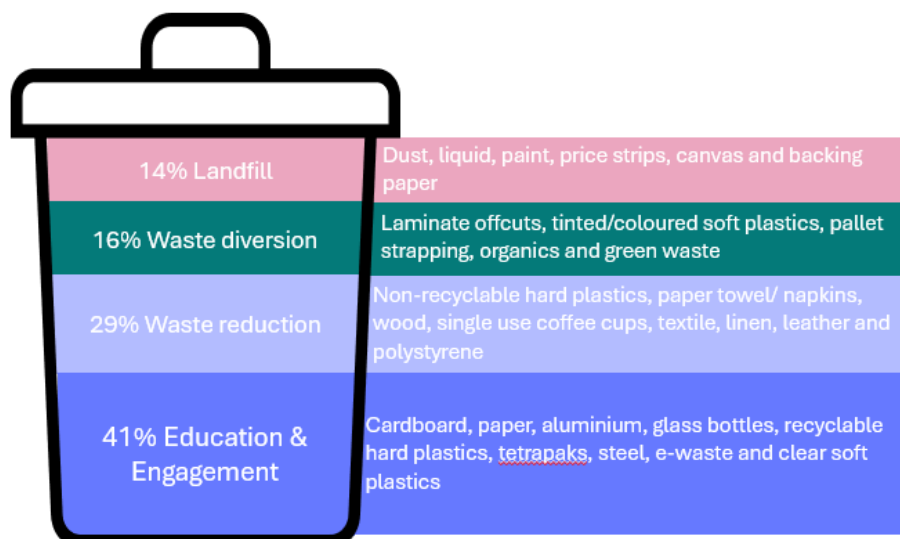 14% Landfill
Dust, liquid, paint, price strips, canvas and backing
paper
16% Waste diversion
Laminate offcuts, tinted/coloured soft plastics, pallet
strapping, organics and green waste
29% Waste reduction
Non-recyclable hard plastics, paper towel/ napkins,
wood, single use coffee cups, textile, linen, leather and
polystyrene
41% Education &
Engagement
Cardboard, paper, aluminium, glass bottles, recyclable
hard plastics, tetrapaks, steel, e-waste and clear soft
plastics